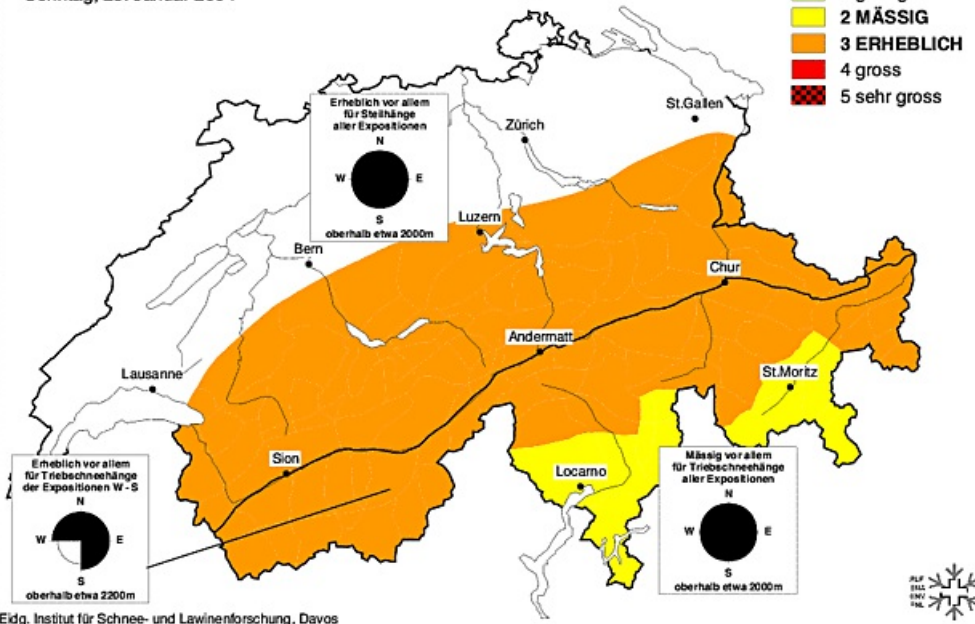 2 MÄSSIG
3 ERHEBLICH
4 gross
5 sehr gross
Erheblich vor allem
für Steilhänge
aller Expositionen
N
W E
S
oberhalb etwa 2000m
St.Gallen
Zürich
Luzern
Bern
Chur
Andermatt
St.Moritz
Lausanne
Sion
Locarno
Erheblich vor allem
für Triebschneehänge
der Expositionen W - S
N
W E
S
oberhalb etwa 2200m
Mässig vor allem
für Triebschneehänge
aller Expositionen
N
W E
S
oberhalb etwa 2000m
SLF
Eidg. Institut für Schnee- und Lawinenforschung, Davos